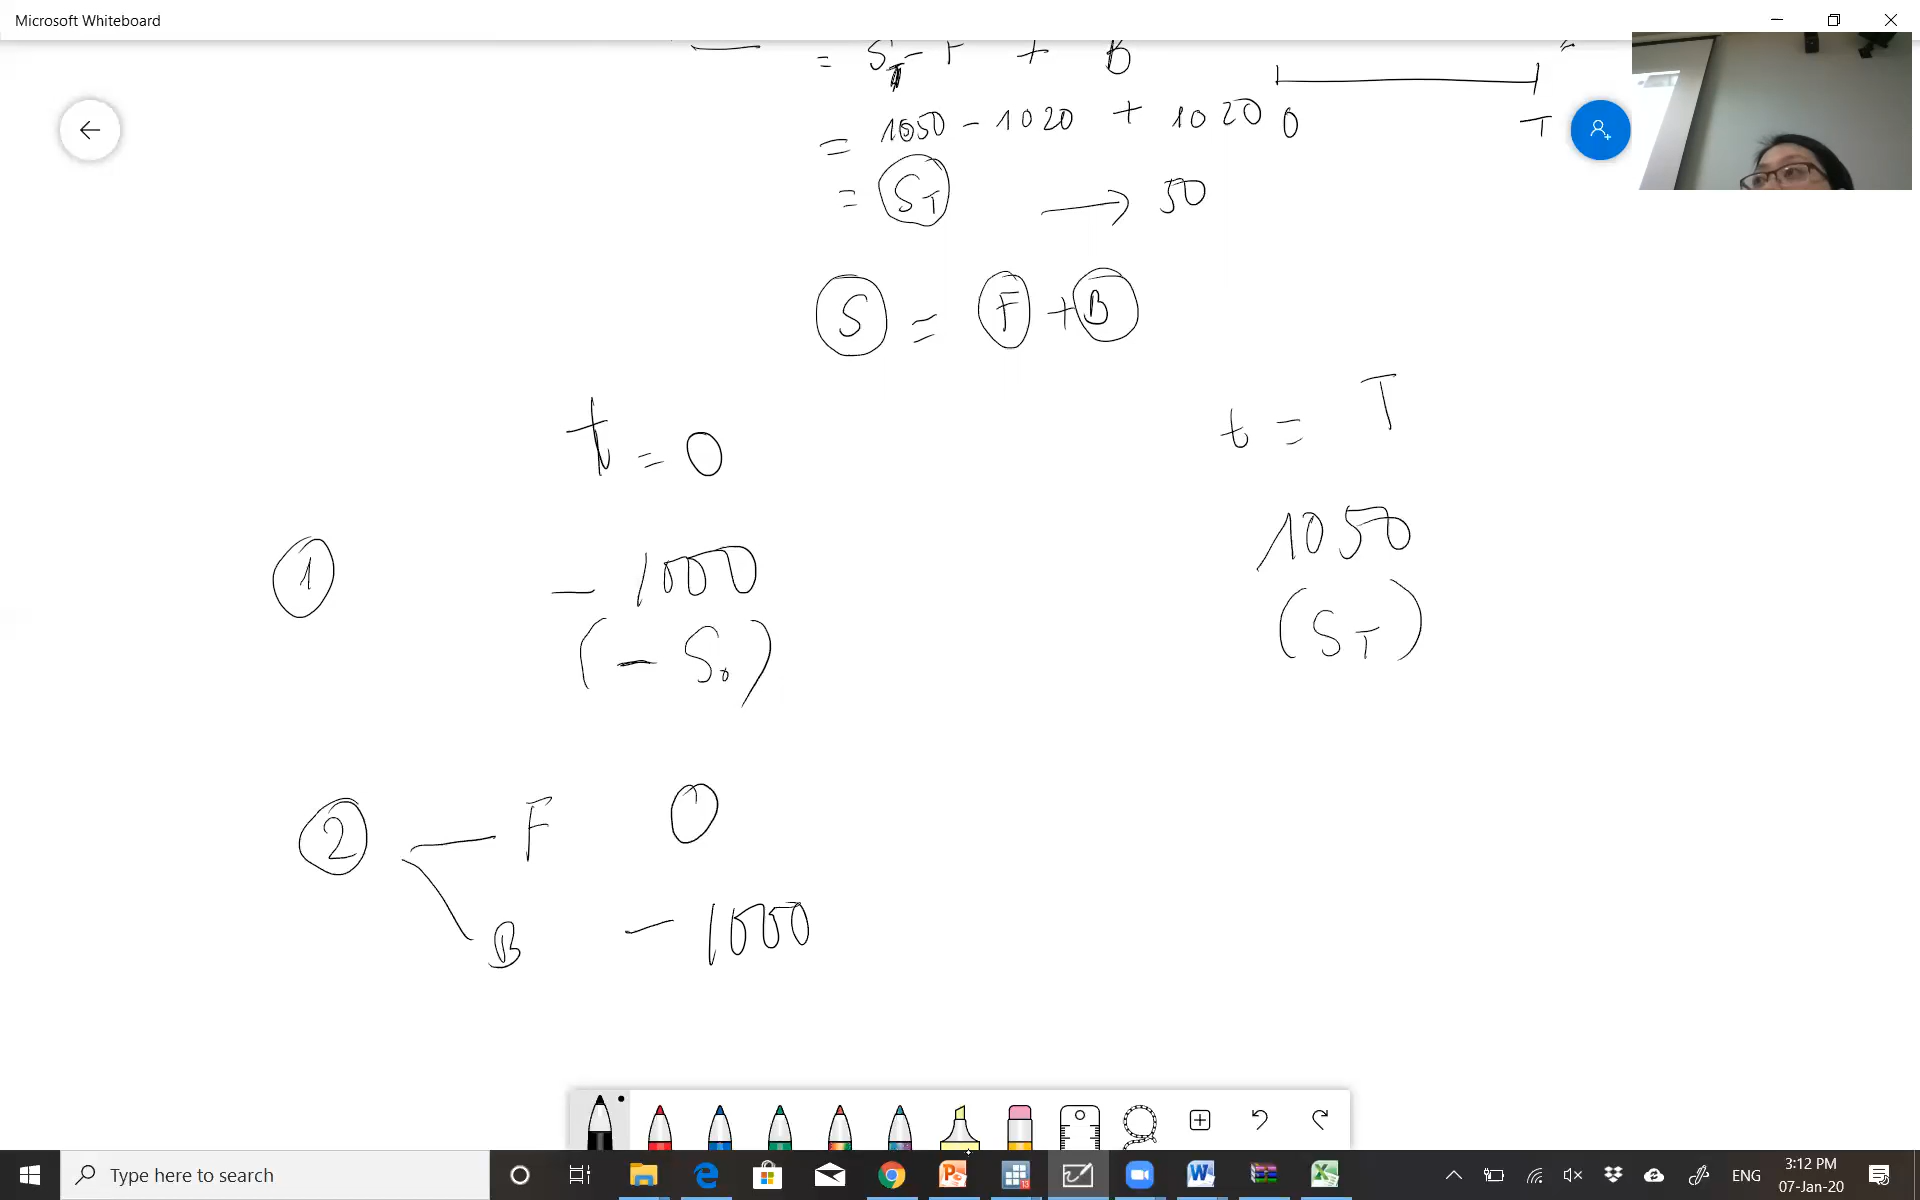 Microsoft Whiteboard
= S_T - F + B
= 1050 - 1020 + 1020
0 T
= S_T → 50
S = F + B
t = 0 t = T
1 - 1000 1050
(- S_0) (S_T)
2 F 0
B - 1000
Type here to search
ENG
3:12 PM
07-Jan-20